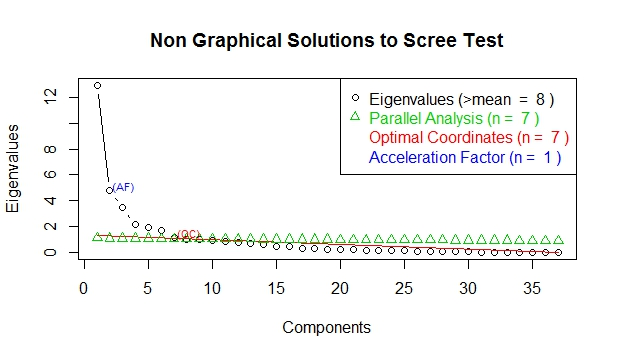 Non Graphical Solutions to Scree Test
Eigenvalues (>mean = 8 )
Parallel Analysis (n = 7 )
Optimal Coordinates (n = 7 )
Acceleration Factor (n = 1 )
(AF)
(OC)
Eigenvalues
12
8
6
4
2
0
0 5 10 15 20 25 30 35
Components